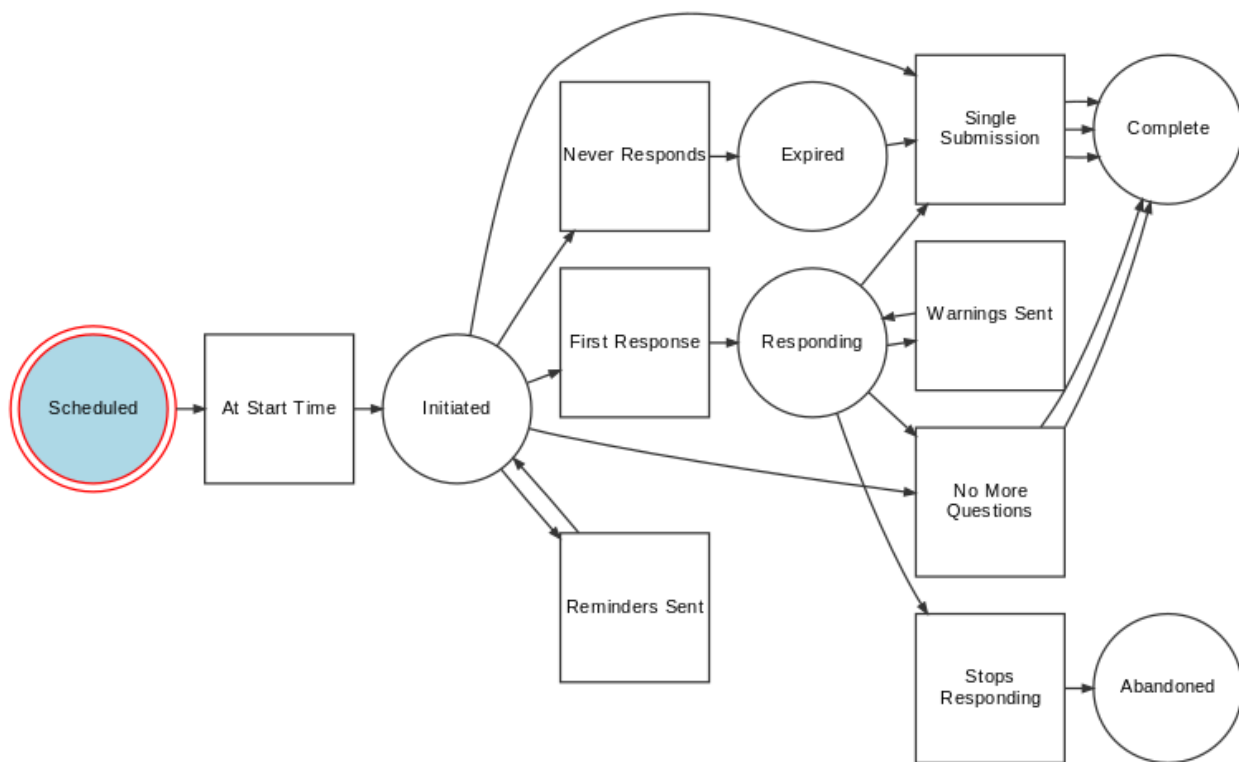 Single
Submission
Complete
Never Responds
Expired
Warnings Sent
First Response
Responding
Scheduled
At Start Time
Initiated
No More
Questions
Reminders Sent
Stops
Responding
Abandoned